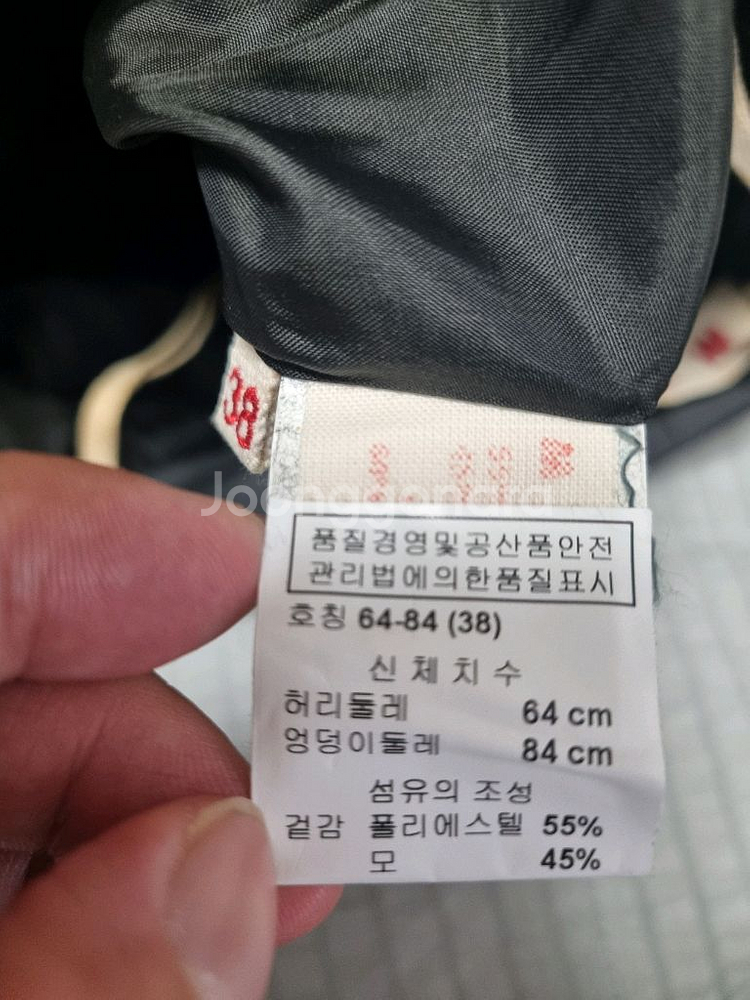 38
Joonggonara
품질경영및공산품안전
관리법에의한품질표시
호칭 64-84 (38)
신체치수
허리둘레 64 cm
엉덩이둘레 84 cm
섬유의 조성
겉감 폴리에스텔 55%
모 45%